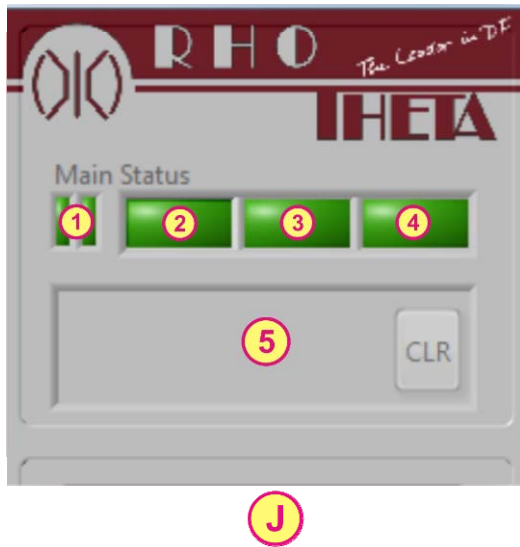 RHO
The Leader in DF
THETA
Main Status
1 2 3 4
5 CLR
J